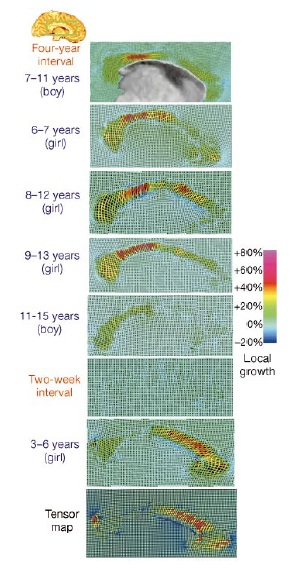 Four-year
interval
7–11 years
(boy)
6–7 years
(girl)
8–12 years
(girl)
9–13 years
(girl)
+80%
+60%
+40%
+20%
0%
–20%
11-15 years
(boy)
Local
growth
Two-week
interval
3–6 years
(girl)
Tensor
map